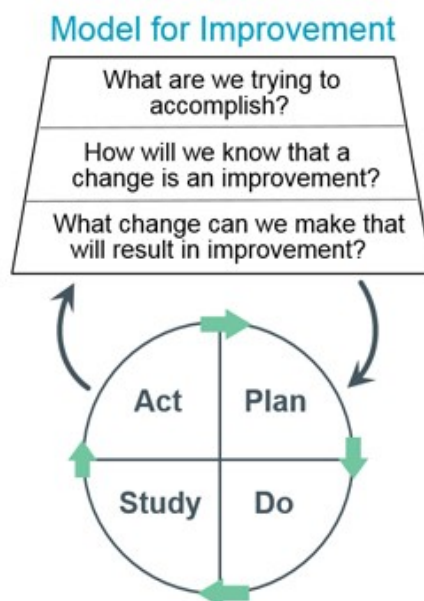 Model for Improvement
What are we trying to
accomplish?
How will we know that a
change is an improvement?
What change can we make that
will result in improvement?
Act
Plan
Study
Do